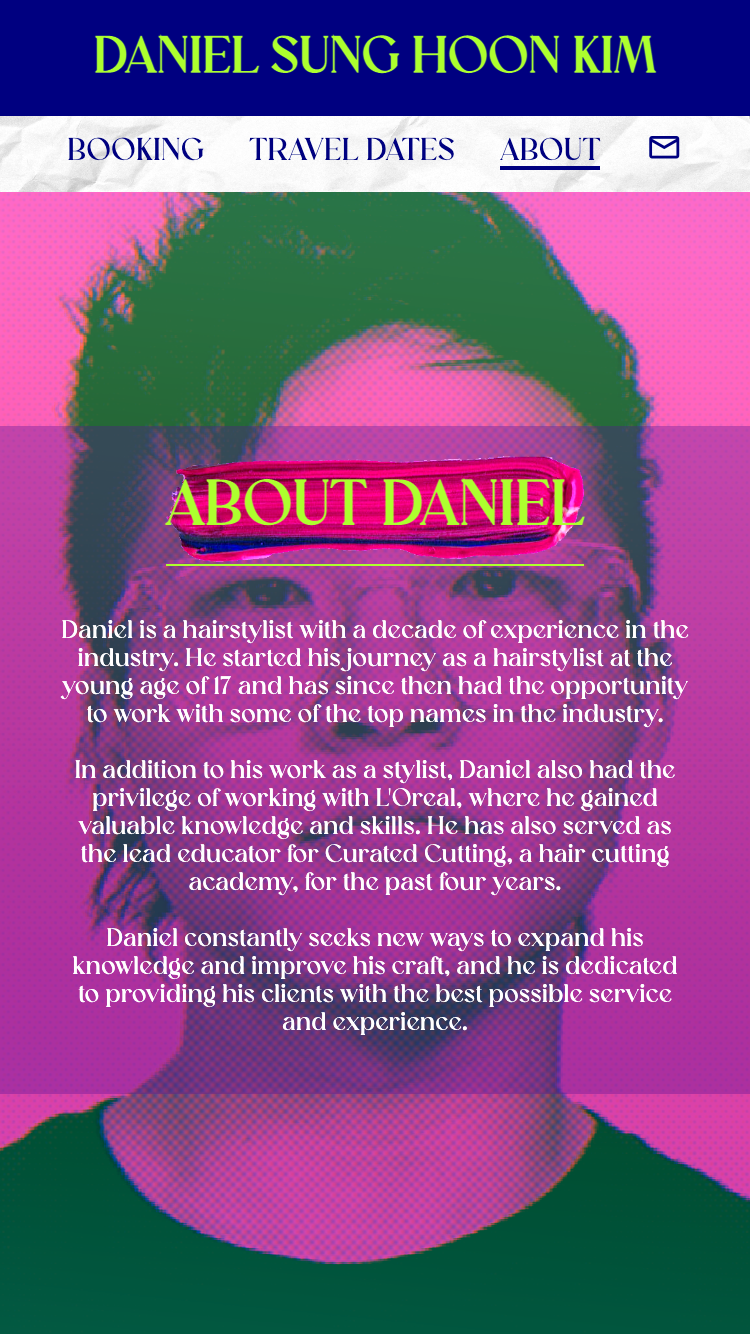 DANIEL SUNG HOON KIM
BOOKING TRAVEL DATES ABOUT
ABOUT DANIEL
Daniel is a hairstylist with a decade of experience in the
industry. He started his journey as a hairstylist at the
young age of 17 and has since then had the opportunity
to work with some of the top names in the industry.
In addition to his work as a stylist, Daniel also had the
privilege of working with L'Oreal, where he gained
valuable knowledge and skills. He has also served as
the lead educator for Curated Cutting, a hair cutting
academy, for the past four years.
Daniel constantly seeks new ways to expand his
knowledge and improve his craft, and he is dedicated
to providing his clients with the best possible service
and experience.